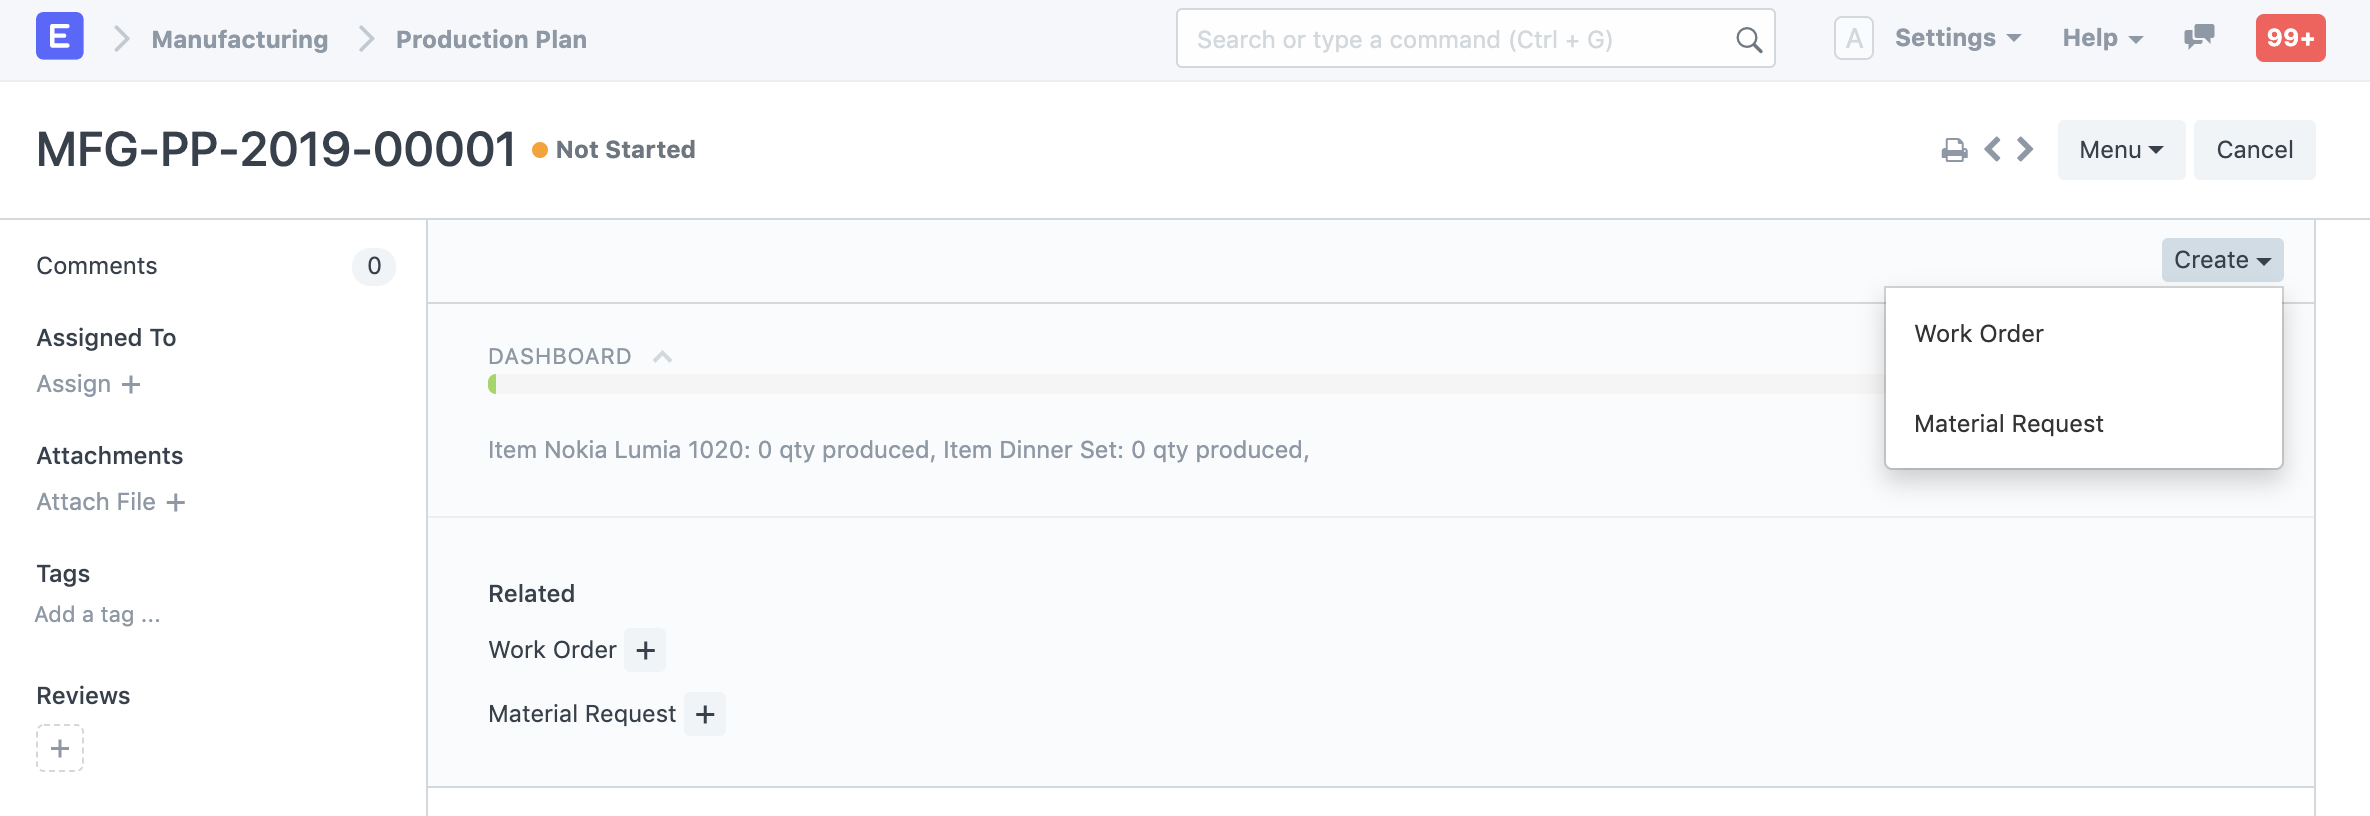 E Manufacturing Production Plan Search or type a command (Ctrl + G) A Settings Help 99+
MFG-PP-2019-00001 Not Started Menu Cancel
Comments 0
Assigned To
Assign +
Attachments
Attach File +
Tags
Add a tag ...
Reviews
+
Create
Work Order
Material Request
DASHBOARD
Item Nokia Lumia 1020: 0 qty produced, Item Dinner Set: 0 qty produced,
Related
Work Order +
Material Request +